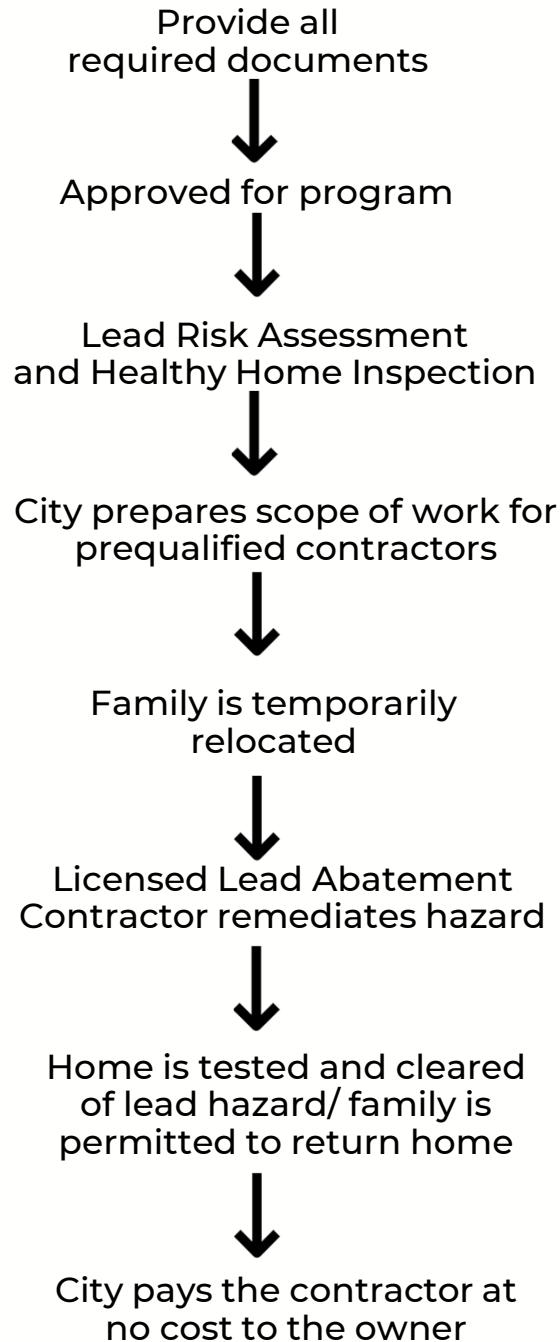 Provide all
required documents
Approved for program
Lead Risk Assessment
and Healthy Home Inspection
City prepares scope of work for
prequalified contractors
Family is temporarily
relocated
Licensed Lead Abatement
Contractor remediates hazard
Home is tested and cleared
of lead hazard/ family is
permitted to return home
City pays the contractor at
no cost to the owner